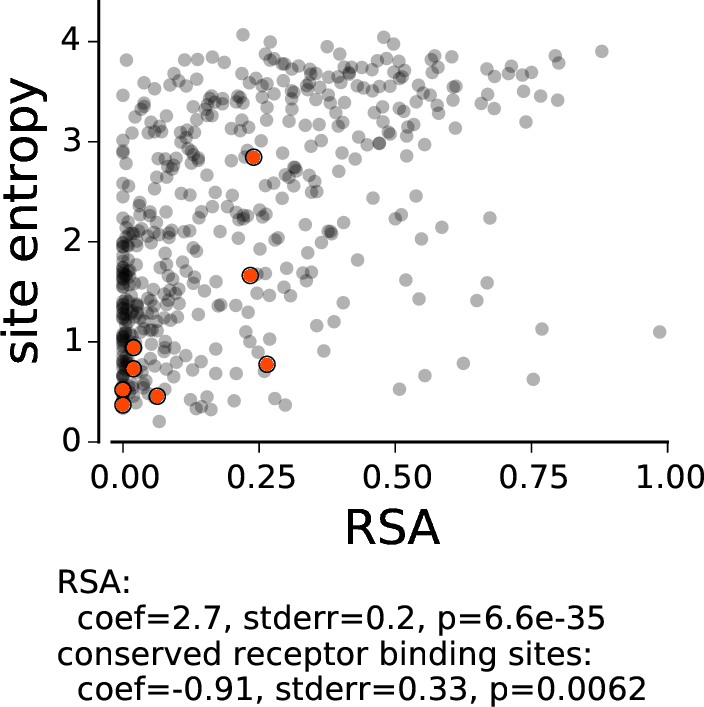 4
3
2
1
0
site entropy
0.00 0.25 0.50 0.75 1.00
RSA
RSA:
coef=2.7, stderr=0.2, p=6.6e-35
conserved receptor binding sites:
coef=-0.91, stderr=0.33, p=0.0062